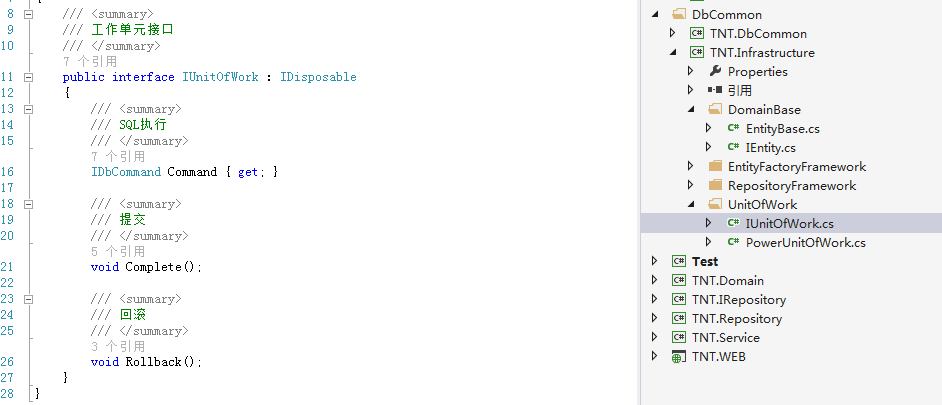 8 /// <summary>
9 /// 工作单元接口
10 /// </summary>
7 个引用
11 public interface IUnitOfWork : IDisposable
12 {
13 /// <summary>
14 /// SQL执行
15 /// </summary>
7 个引用
16 IDbCommand Command { get; }
17
18 /// <summary>
19 /// 提交
20 /// </summary>
5 个引用
21 void Complete();
22
23 /// <summary>
24 /// 回滚
25 /// </summary>
3 个引用
26 void Rollback();
27 }
28 }
DbCommon
TNT.DbCommon
TNT.Infrastructure
Properties
引用
DomainBase
EntityBase.cs
IEntity.cs
EntityFactoryFramework
RepositoryFramework
UnitOfWork
IUnitOfWork.cs
PowerUnitOfWork.cs
Test
TNT.Domain
TNT.IRepository
TNT.Repository
TNT.Service
TNT.WEB